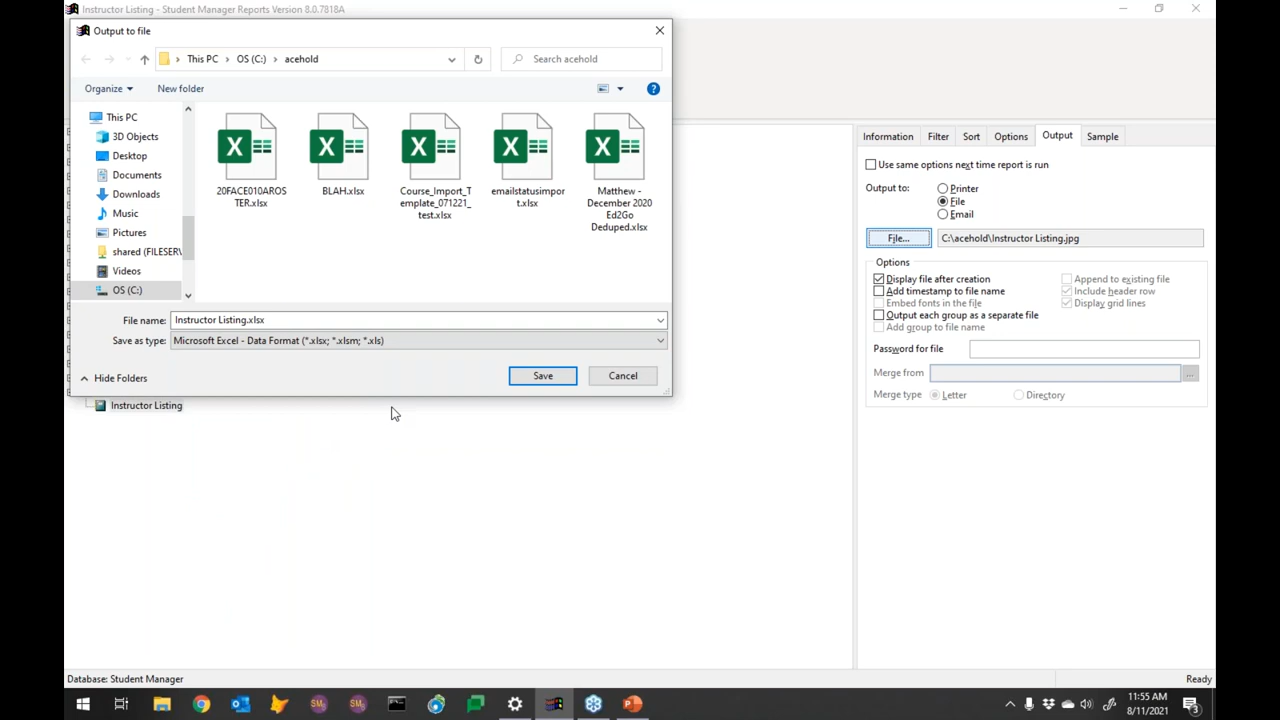 Instructor Listing - Student Manager Reports Version 8.0.7818A
Output to file
This PC
OS (C:)
acehold
Search acehold
Organize
New folder
This PC
3D Objects
Desktop
Documents
Downloads
Music
Pictures
shared (FILESERV
Videos
OS (C:)
20FACE010AROS
TER.xlsx
BLAH.xlsx
Course_Import_T
emplate_071221_
test.xlsx
emailstatusimpor
t.xlsx
Matthew -
December 2020
Ed2Go
Deduped.xlsx
File name:
Instructor Listing.xlsx
Save as type:
Microsoft Excel - Data Format (*.xlsx; *.xlsm; *.xls)
Hide Folders
Save
Cancel
Instructor Listing
Information
Filter
Sort
Options
Output
Sample
Use same options next time report is run
Output to:
Printer
File
Email
File...
C:\acehold\Instructor Listing.jpg
Options
Display file after creation
Append to existing file
Add timestamp to file name
Include header row
Embed fonts in the file
Display grid lines
Output each group as a separate file
Add group to file name
Password for file
Merge from
...
Merge type
Letter
Directory
Database: Student Manager
Ready
11:55 AM
8/11/2021
3